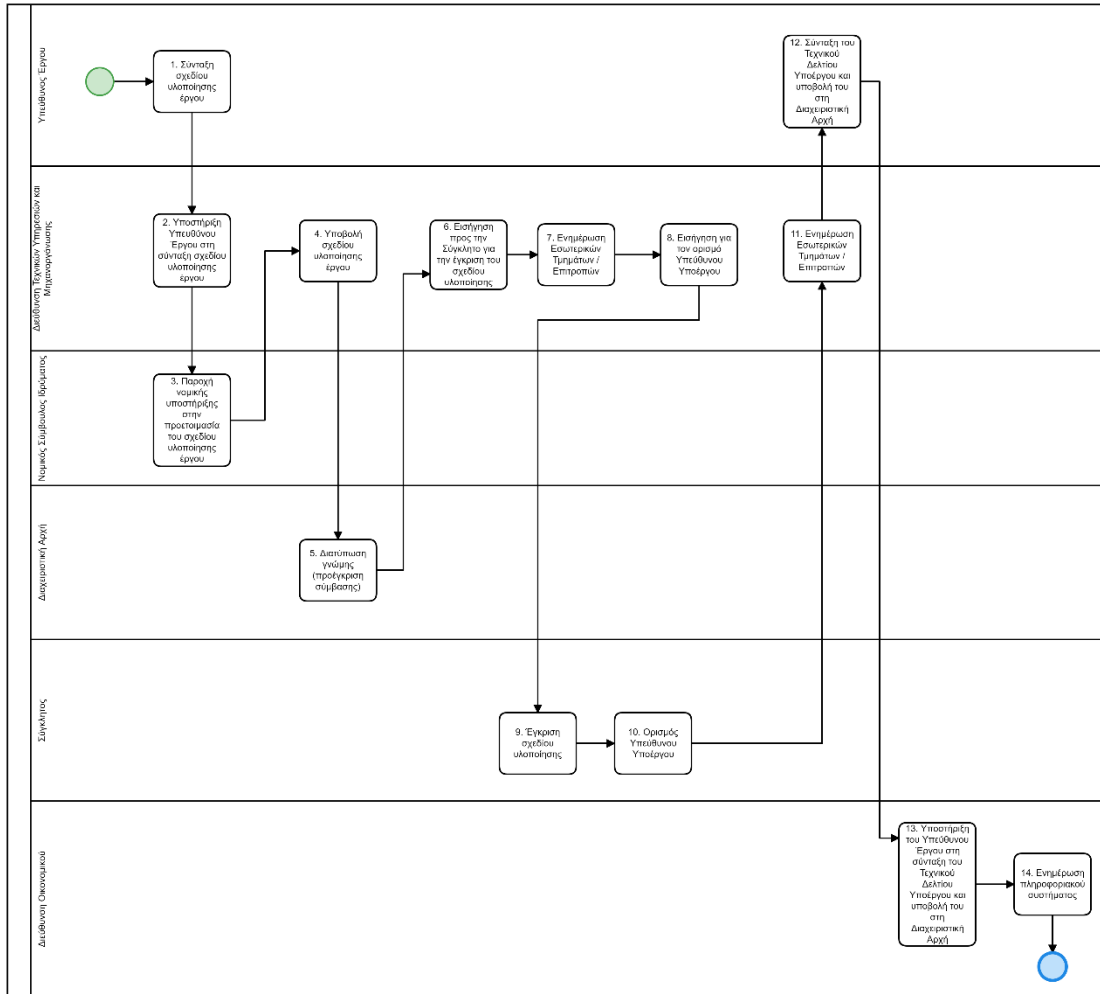 Υπεύθυνος Έργου
1. Σύνταξη
σχεδίου
υλοποίησης
έργου
12. Σύνταξη του
Τεχνικού
Δελτίου
Υποέργου και
υποβολή του
στη
Διαχειριστική
Αρχή
Διεύθυνση Τεχνικών Υπηρεσιών και
Μηχανοργάνωσης
2. Υποστήριξη
Υπευθύνου
Έργου στη
σύνταξη σχεδίου
υλοποίησης
έργου
4. Υποβολή
σχεδίου
υλοποίησης
έργου
6. Εισήγηση
προς την
Σύγκλητο για
την έγκριση του
σχεδίου
υλοποίησης
7. Ενημέρωση
Εσωτερικών
Τμημάτων /
Επιτροπών
8. Εισήγηση για
τον ορισμό
Υπεύθυνου
Υποέργου
11. Ενημέρωση
Εσωτερικών
Τμημάτων /
Επιτροπών
Νομικός Σύμβουλος Ιδρύματος
3. Παροχή
νομικής
υποστήριξης
στην
προετοιμασία
του σχεδίου
υλοποίησης
έργου
Διαχειριστική Αρχή
5. Διατύπωση
γνώμης
(προέγκριση
σύμβασης)
Σύγκλητος
9. Έγκριση
σχεδίου
υλοποίησης
10. Ορισμός
Υπεύθυνου
Υποέργου
Διεύθυνση Οικονομικού
13. Υποστήριξη
του Υπεύθυνου
Έργου στη
σύνταξη του
Τεχνικού
Δελτίου
Υποέργου και
υποβολή του
στη
Διαχειριστική
Αρχή
14. Ενημέρωση
πληροφοριακού
συστήματος